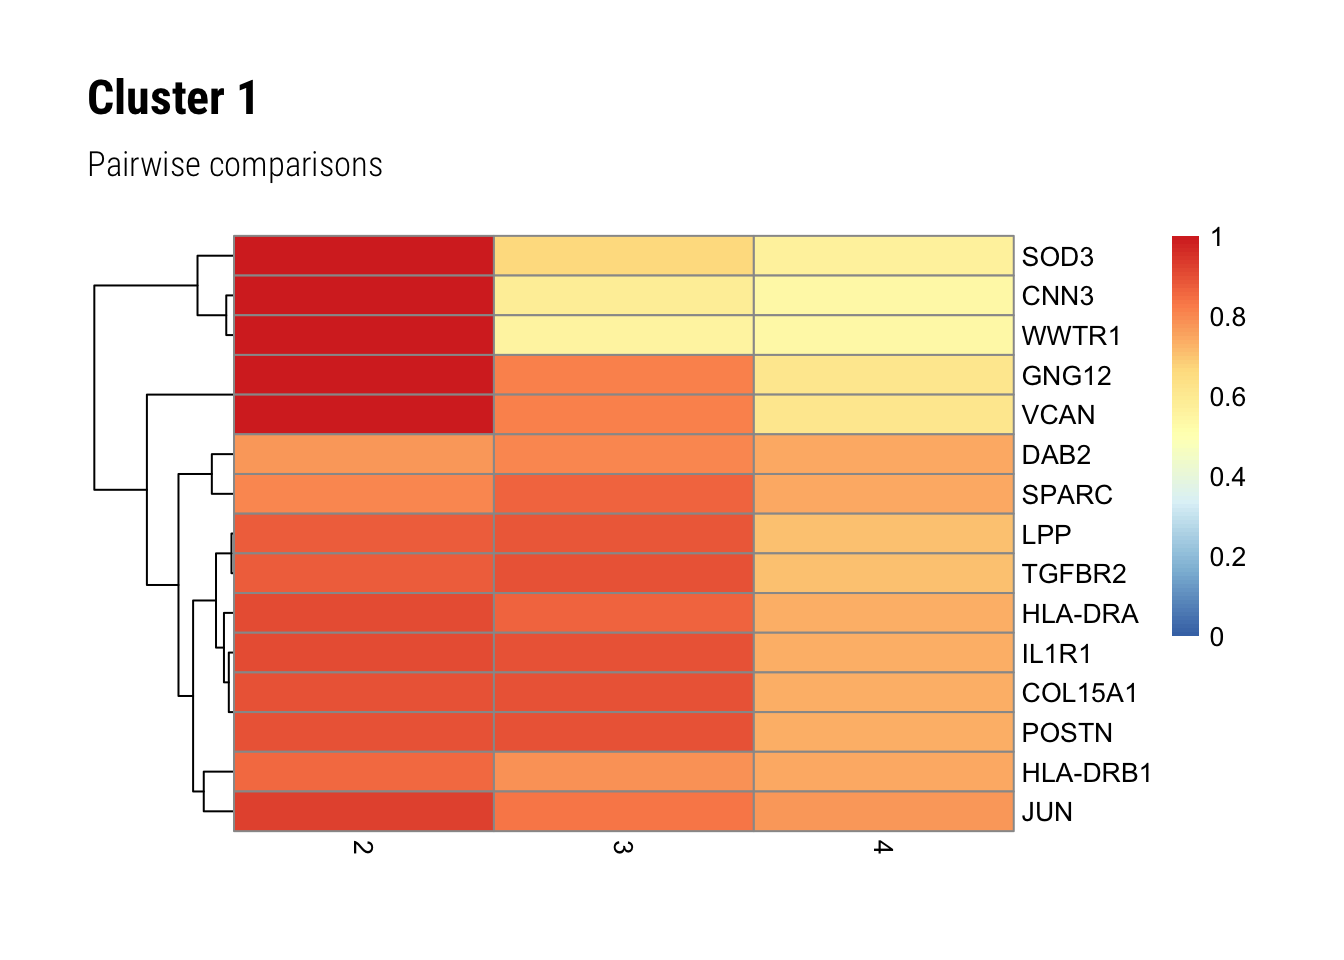 Cluster 1
Pairwise comparisons
SOD3
CNN3
WWTR1
GNG12
VCAN
DAB2
SPARC
LPP
TGFBR2
HLA-DRA
IL1R1
COL15A1
POSTN
HLA-DRB1
JUN
1
0.8
0.6
0.4
0.2
0
2
3
4